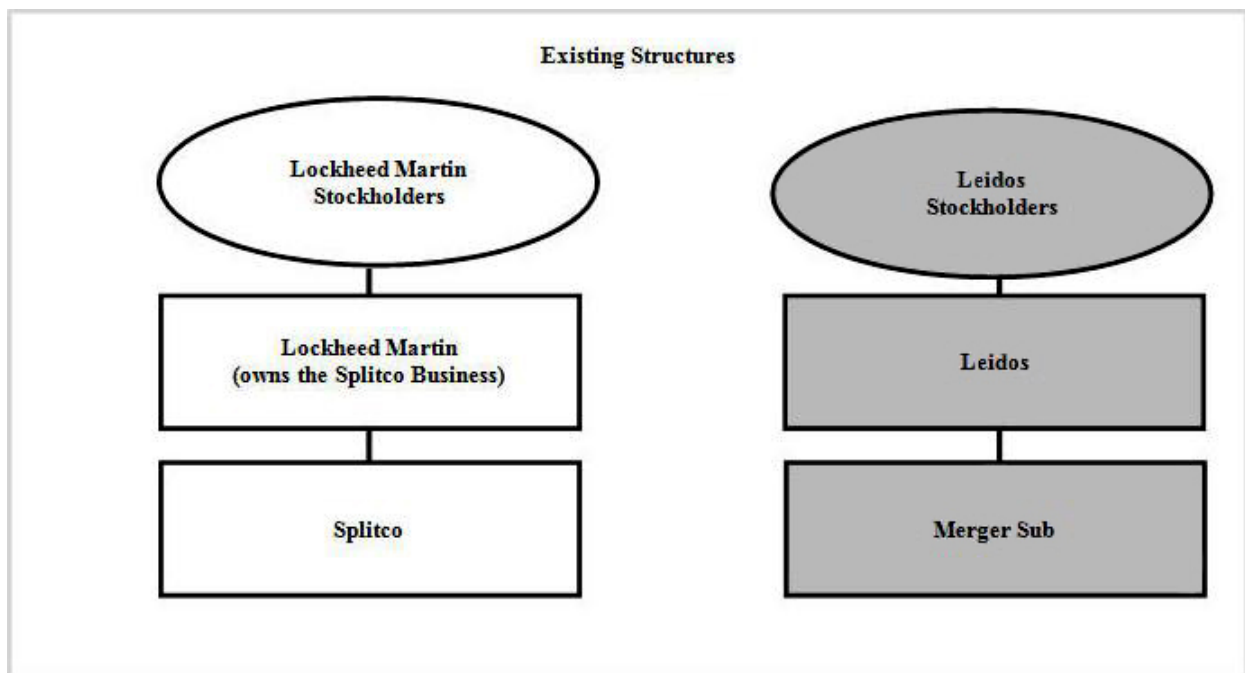 Existing Structures
Lockheed Martin
Stockholders
Leidos
Stockholders
Lockheed Martin
(owns the Splitco Business)
Leidos
Splitco
Merger Sub